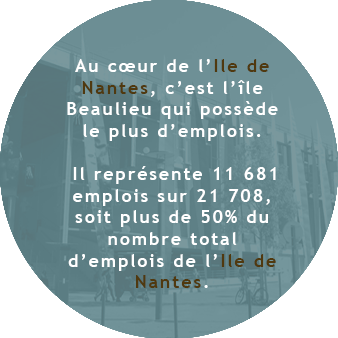 Au cœur de l’Ile de
Nantes, c’est l’île
Beaulieu qui possède
le plus d’emplois.
Il représente 11 681
emplois sur 21 708,
soit plus de 50% du
nombre total
d’emplois de l’Ile de
Nantes.